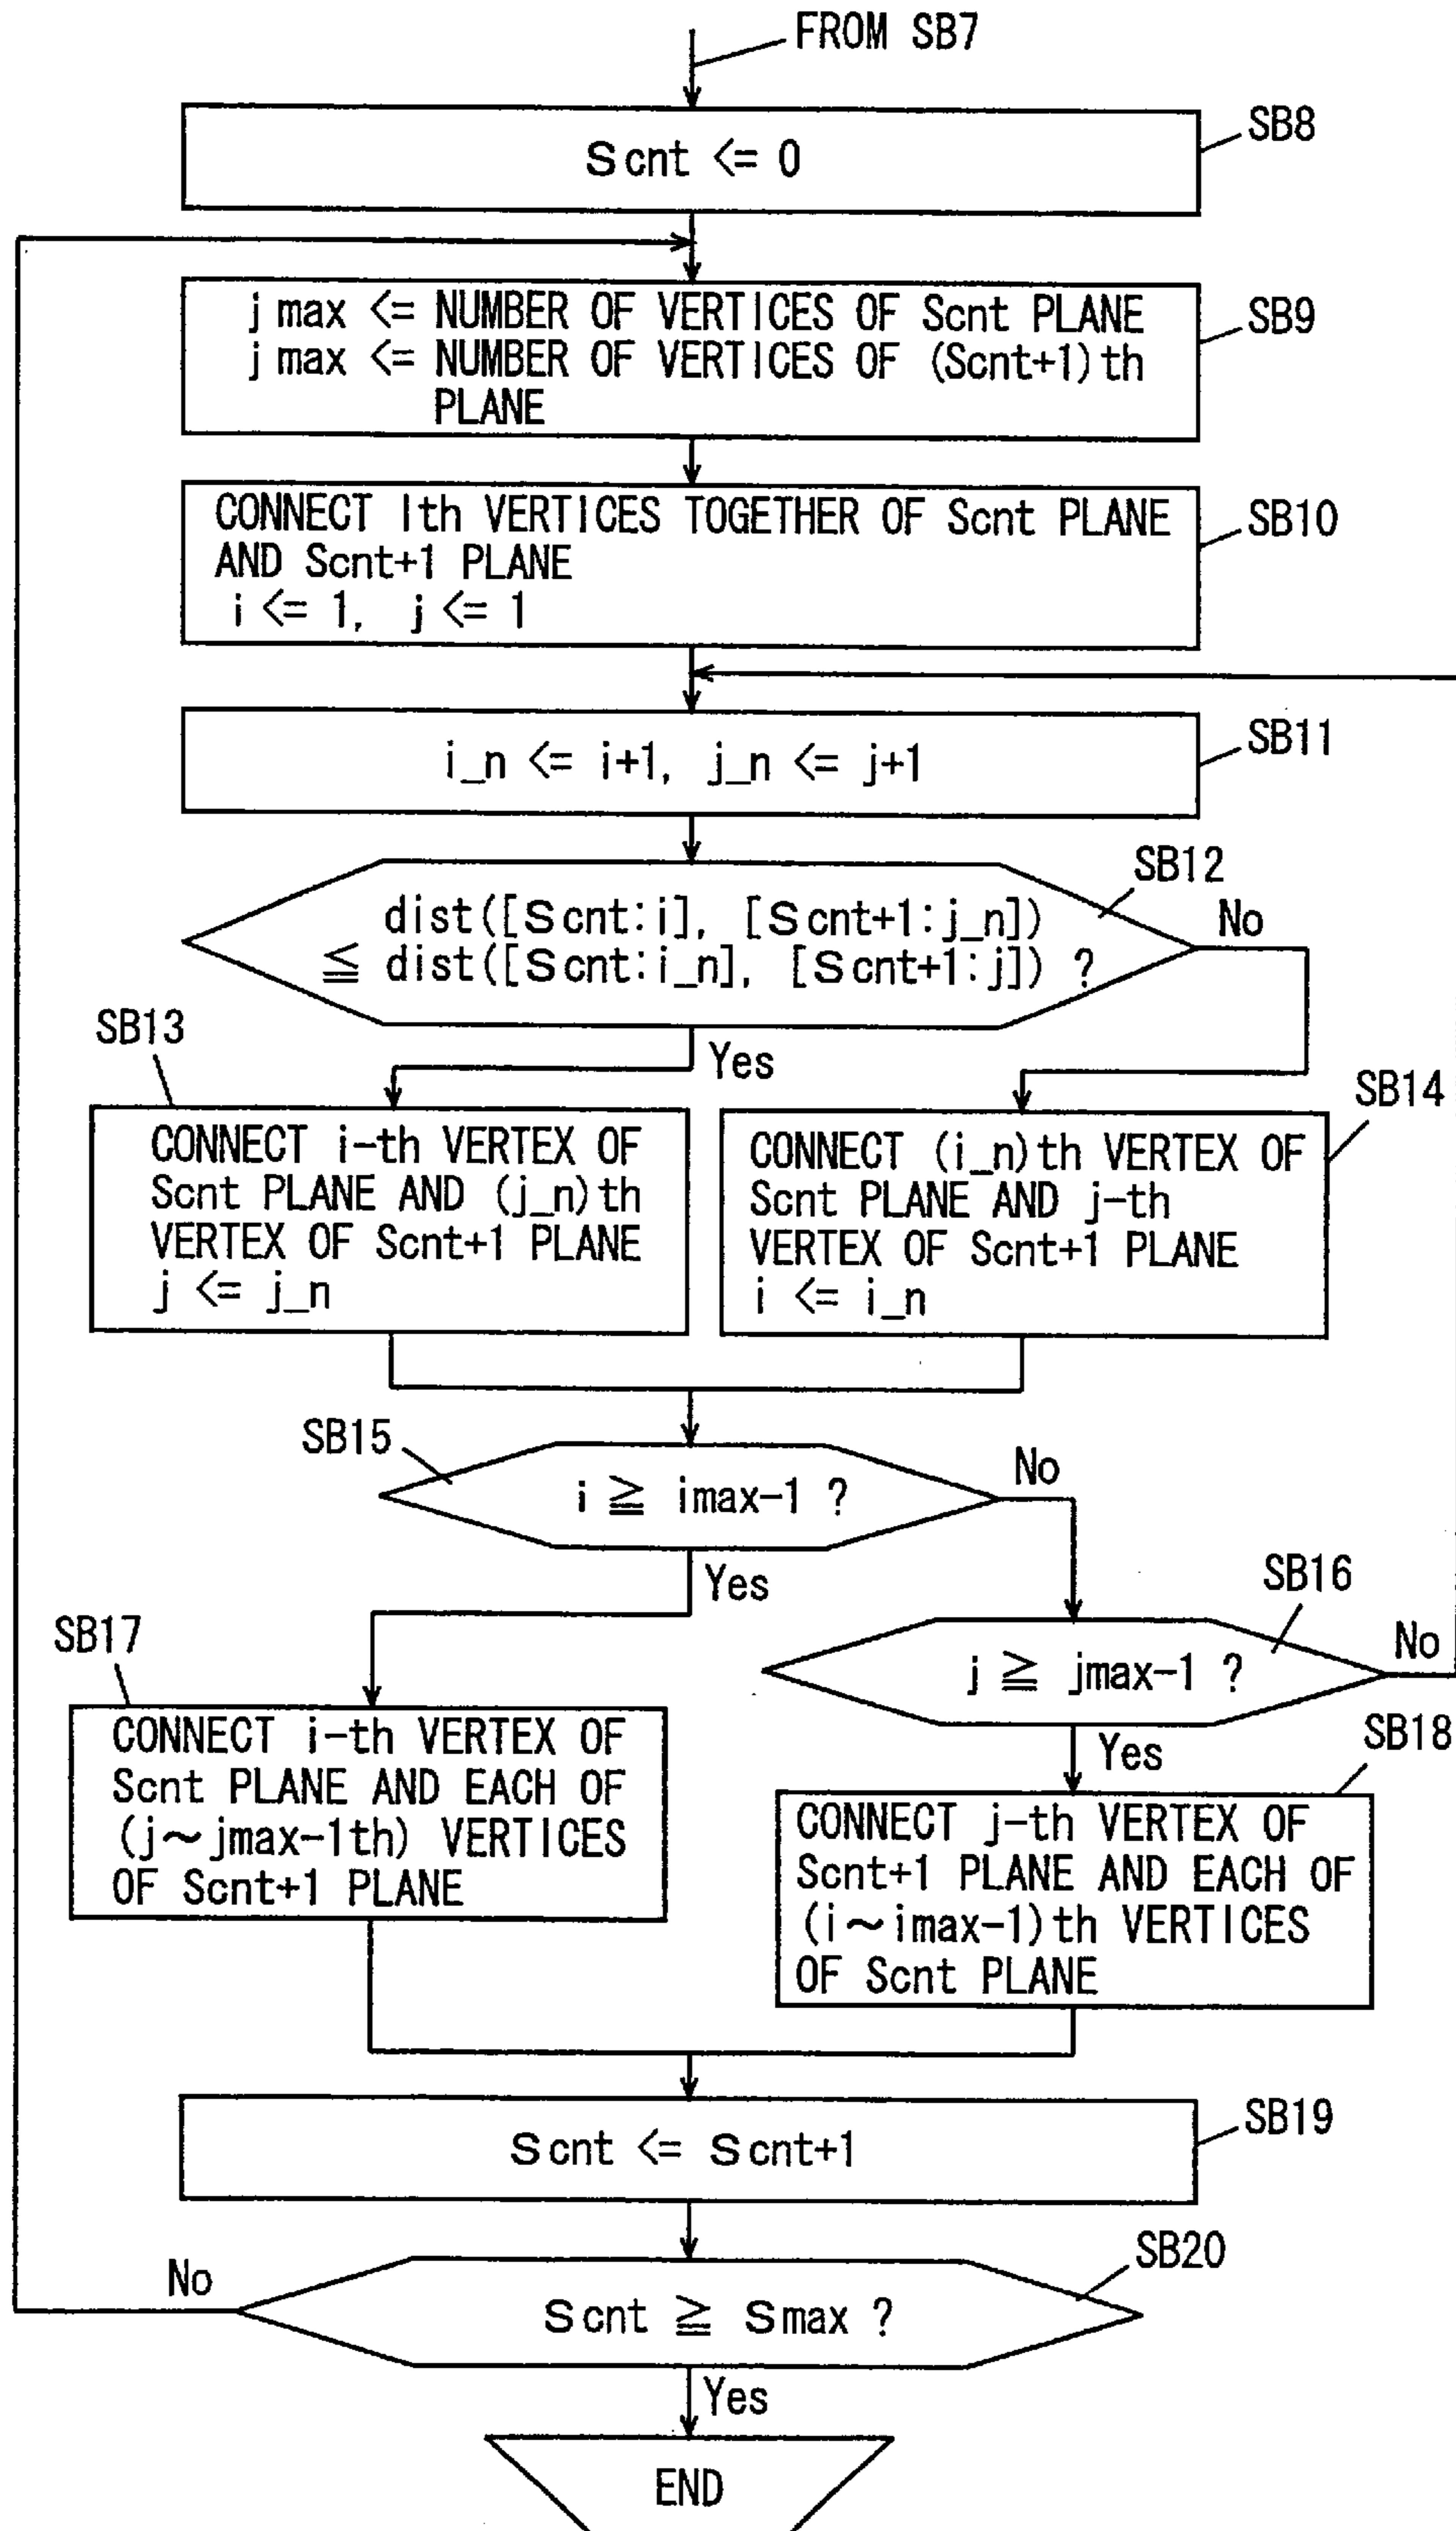 FROM SB7
SB8
Scnt <= 0
jmax <= NUMBER OF VERTICES OF Scnt PLANE
jmax <= NUMBER OF VERTICES OF (Scnt+1)th
PLANE
SB9
CONNECT Ith VERTICES TOGETHER OF Scnt PLANE
AND Scnt+1 PLANE
i <= 1, j <= 1
SB10
i_n <= i+1, j_n <= j+1
SB11
SB12
dist([Scnt:i], [Scnt+1:j_n])
≦ dist([Scnt:i_n], [Scnt+1:j]) ?
No
Yes
SB13
CONNECT i-th VERTEX OF
Scnt PLANE AND (j_n)th
VERTEX OF Scnt+1 PLANE
j <= j_n
SB14
CONNECT (i_n)th VERTEX OF
Scnt PLANE AND j-th
VERTEX OF Scnt+1 PLANE
i <= i_n
SB15
i ≧ imax-1 ?
No
Yes
SB16
j ≧ jmax-1 ?
No
Yes
SB17
CONNECT i-th VERTEX OF
Scnt PLANE AND EACH OF
(j~jmax-1th) VERTICES
OF Scnt+1 PLANE
SB18
CONNECT j-th VERTEX OF
Scnt+1 PLANE AND EACH OF
(i~imax-1)th VERTICES
OF Scnt PLANE
SB19
Scnt <= Scnt+1
SB20
No
Scnt ≧ Smax ?
Yes
END